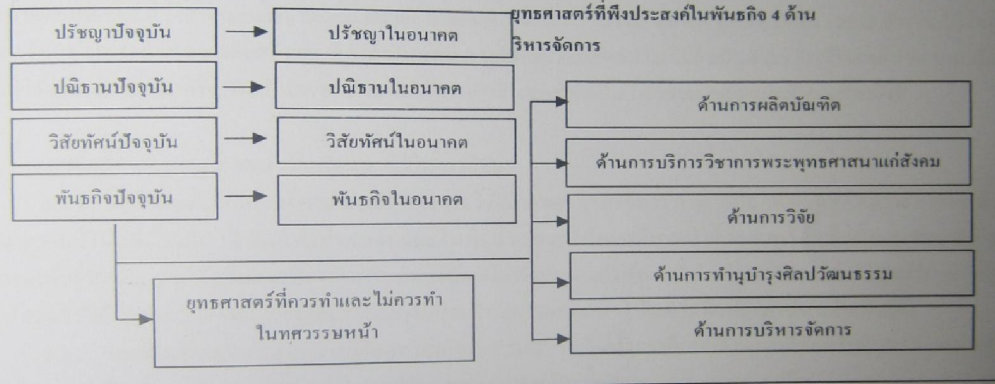 ยุทธศาสตร์ที่พึงประสงค์ในพันธกิจ 4 ด้าน
ริหารจัดการ
ปรัชญาปัจจุบัน
ปรัชญาในอนาคต
ปณิธานปัจจุบัน
ปณิธานในอนาคต
วิสัยทัศน์ปัจจุบัน
วิสัยทัศน์ในอนาคต
พันธกิจปัจจุบัน
พันธกิจในอนาคต
ยุทธศาสตร์ที่ควรทำและไม่ควรทำ
ในทศวรรษหน้า
ด้านการผลิตบัณฑิต
ด้านการบริการวิชาการพระพุทธศาสนาแก่สังคม
ด้านการวิจัย
ด้านการทำนุบำรุงศิลปวัฒนธรรม
ด้านการบริหารจัดการ